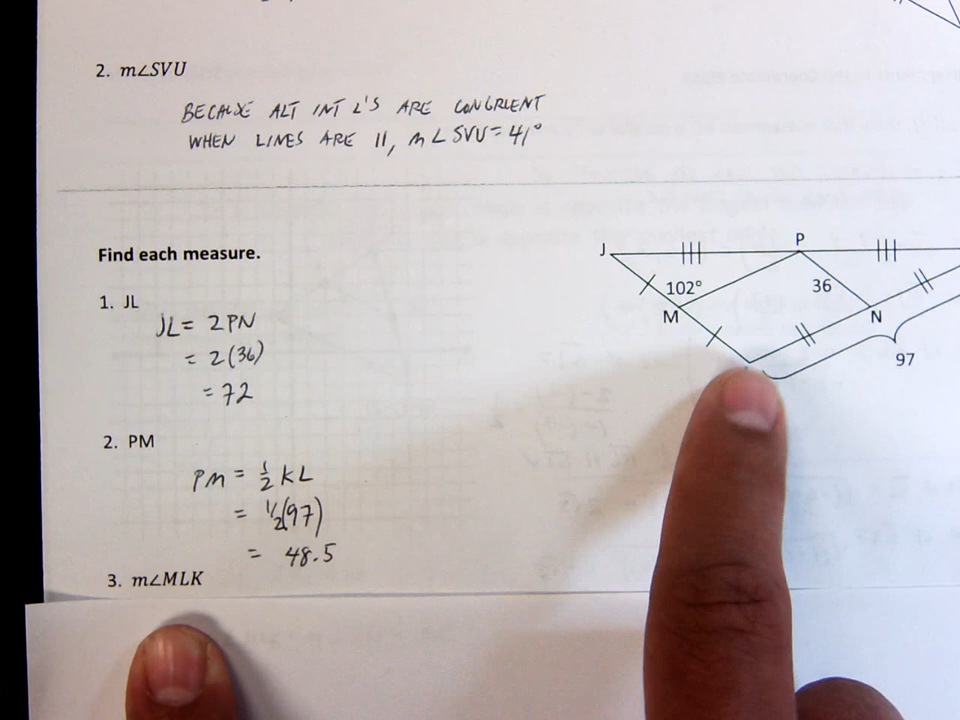 2. m∠SVU
BECAUSE ALT INT ∠'S ARE CONGRUENT
WHEN LINES ARE ||, m∠SVU = 41°
Find each measure.
J
P
102°
36
M
N
97
1. JL
JL = 2PN
= 2(36)
= 72
2. PM
PM = 1/2 KL
= 1/2(97)
= 48.5
3. m∠MLK